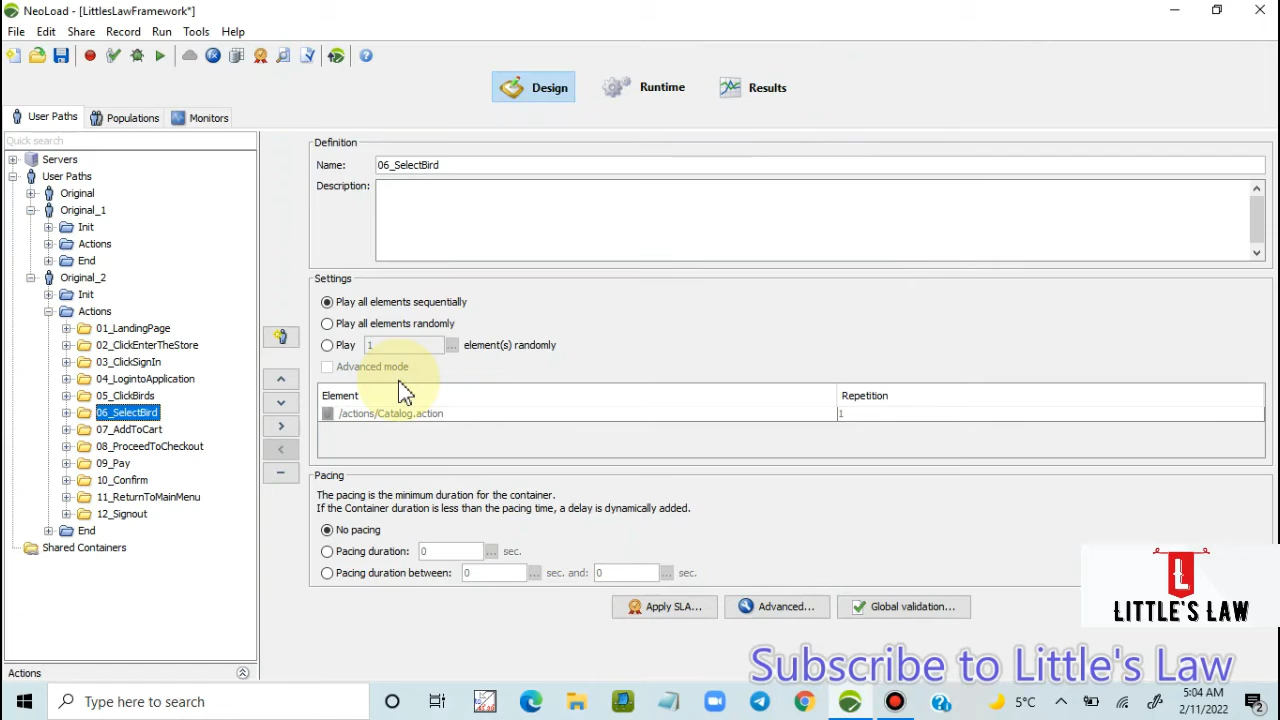 NeoLoad - [LittlesLawFramework*]
File Edit Share Record Run Tools Help
Design Runtime Results
User Paths Populations Monitors
Quick search
Servers
User Paths
Original
Original_1
Init
Actions
End
Original_2
Init
Actions
01_LandingPage
02_ClickEnterTheStore
03_ClickSignIn
04_LogintoApplication
05_ClickBirds
06_SelectBird
07_AddToCart
08_ProceedToCheckout
09_Pay
10_Confirm
11_ReturnToMainMenu
12_Signout
End
Shared Containers
Actions
Definition
Name: 06_SelectBird
Description:
Settings
Play all elements sequentially
Play all elements randomly
Play 1 ... element(s) randomly
Advanced mode
Element Repetition
/actions/Catalog.action 1
Pacing
The pacing is the minimum duration for the container.
If the Container duration is less than the pacing time, a delay is dynamically added.
No pacing
Pacing duration: 0 ... sec.
Pacing duration between: 0 ... sec. and: 0 ... sec.
Apply SLA... Advanced... Global validation...
L
LITTLE'S LAW
Subscribe to Little's Law
Type here to search
5°C
5:04 AM
2/11/2022
2